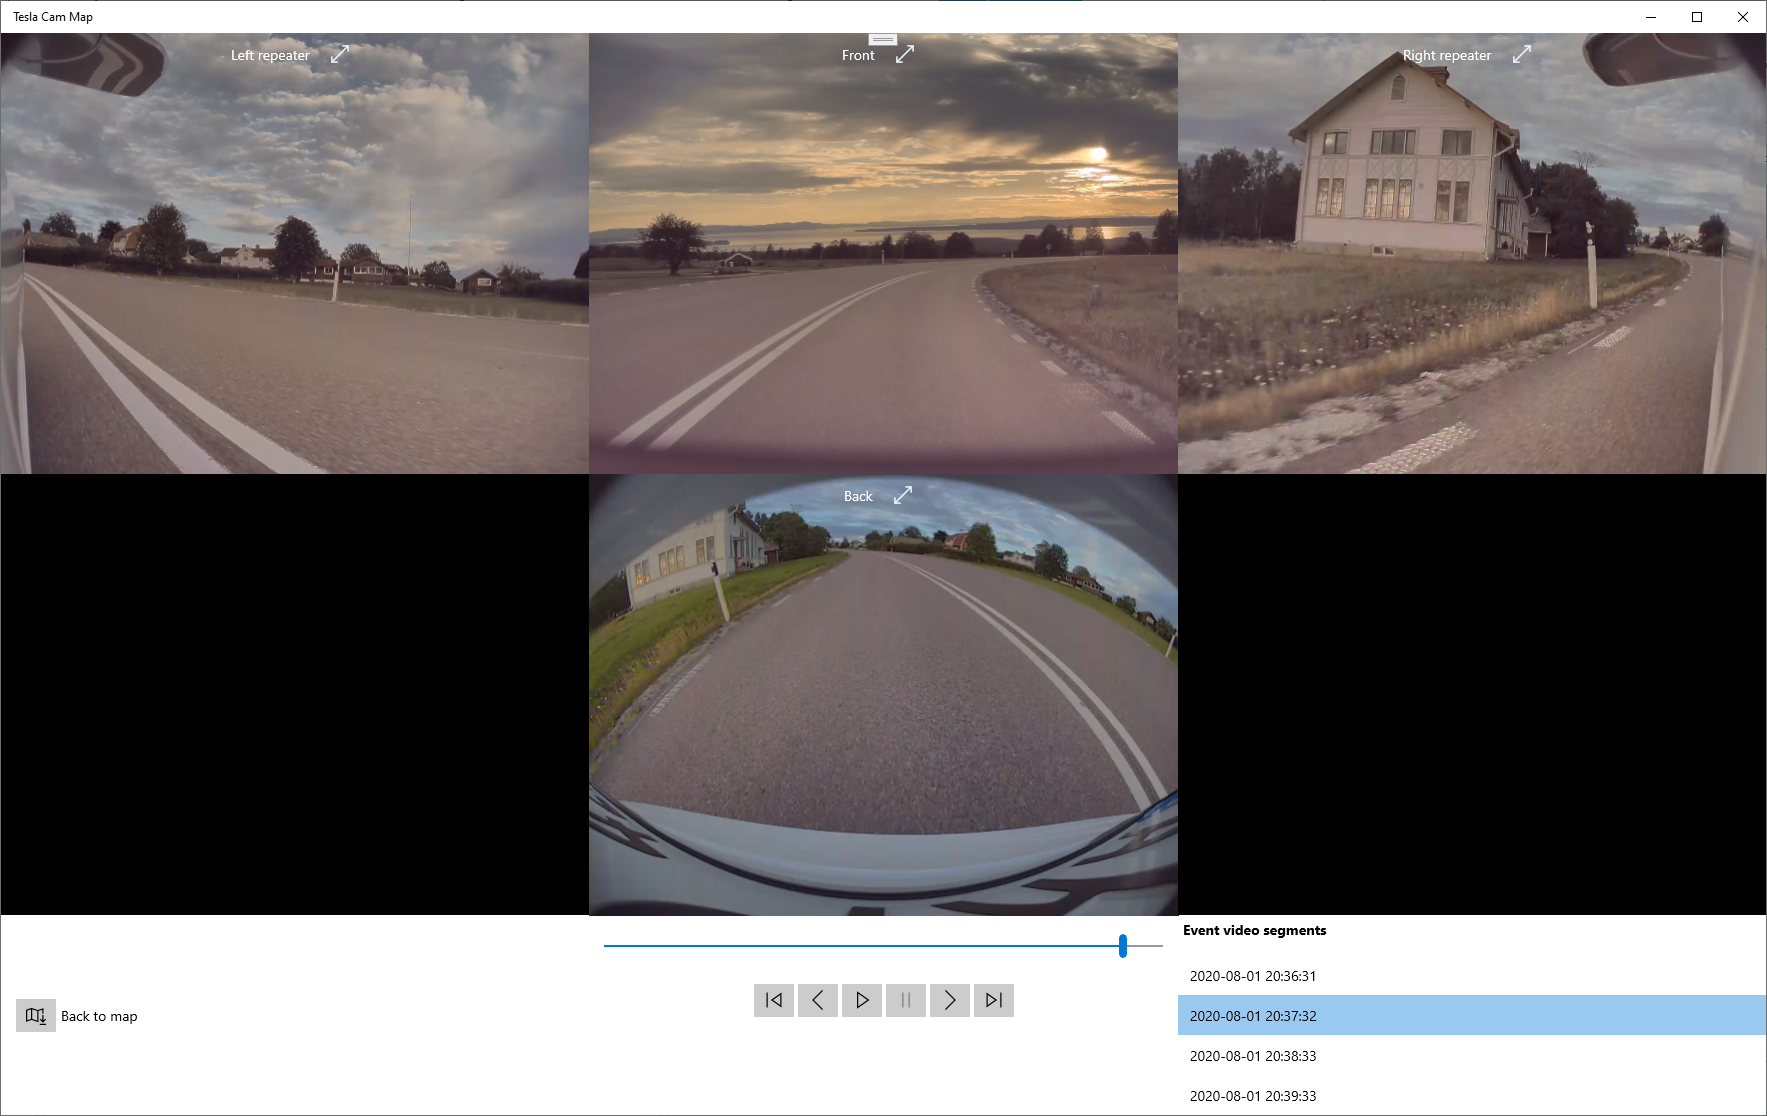 Tesla Cam Map
Left repeater
Front
Right repeater
Back
Event video segments
2020-08-01 20:36:31
2020-08-01 20:37:32
2020-08-01 20:38:33
2020-08-01 20:39:33
Back to map